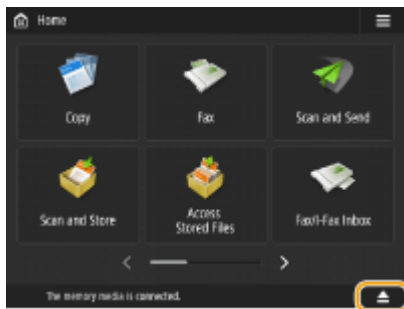 Home
Copy
Fax
Scan and Send
Scan and Store
Access
Stored Files
Fax/I-Fax Inbox
The memory media is connected.